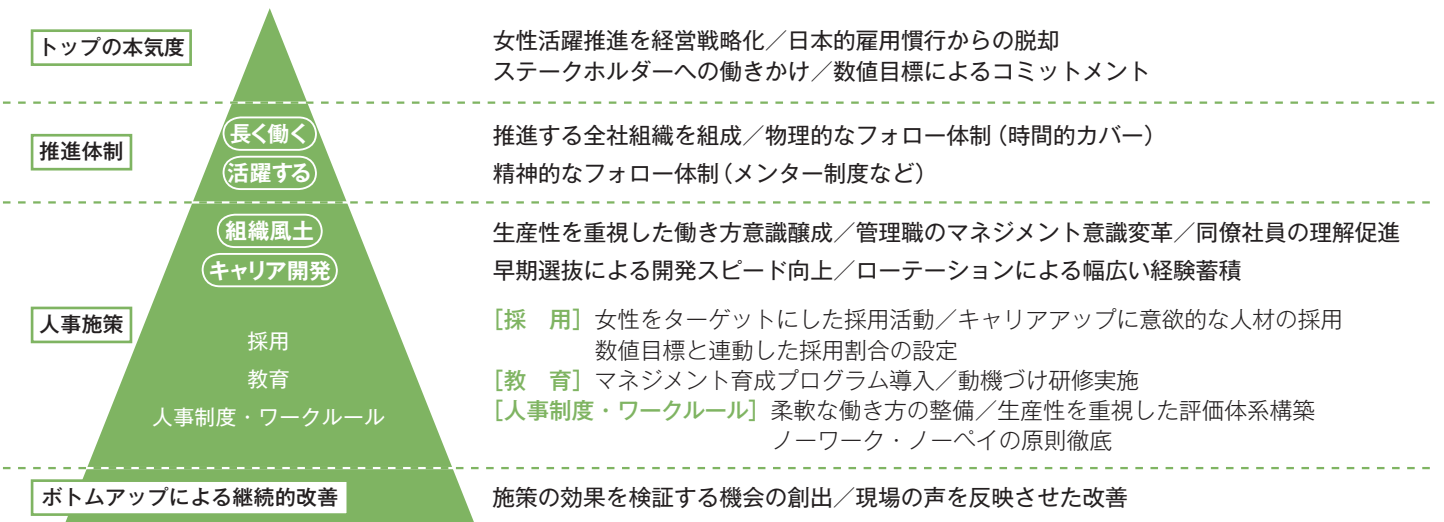 トップの本気度
女性活躍推進を経営戦略化／日本的雇用慣行からの脱却
ステークホルダーへの働きかけ／数値目標によるコミットメント
推進体制
長く働く
推進する全社組織を組成／物理的なフォロー体制（時間的カバー）
活躍する
精神的なフォロー体制（メンター制度など）
人事施策
組織風土
生産性を重視した働き方意識醸成／管理職のマネジメント意識変革／同僚社員の理解促進
キャリア開発
早期選抜による開発スピード向上／ローテーションによる幅広い経験蓄積
採用
教育
人事制度・ワークルール
［採　用］女性をターゲットにした採用活動／キャリアアップに意欲的な人材の採用
数値目標と連動した採用割合の設定
［教　育］マネジメント育成プログラム導入／動機づけ研修実施
［人事制度・ワークルール］柔軟な働き方の整備／生産性を重視した評価体系構築
ノーワーク・ノーペイの原則徹底
ボトムアップによる継続的改善
施策の効果を検証する機会の創出／現場の声を反映させた改善